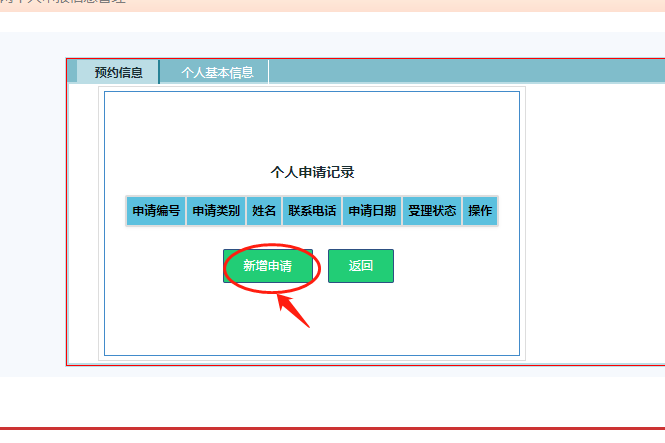 预约信息 个人基本信息
个人申请记录
申请编号 申请类别 姓名 联系电话 申请日期 受理状态 操作
新增申请 返回